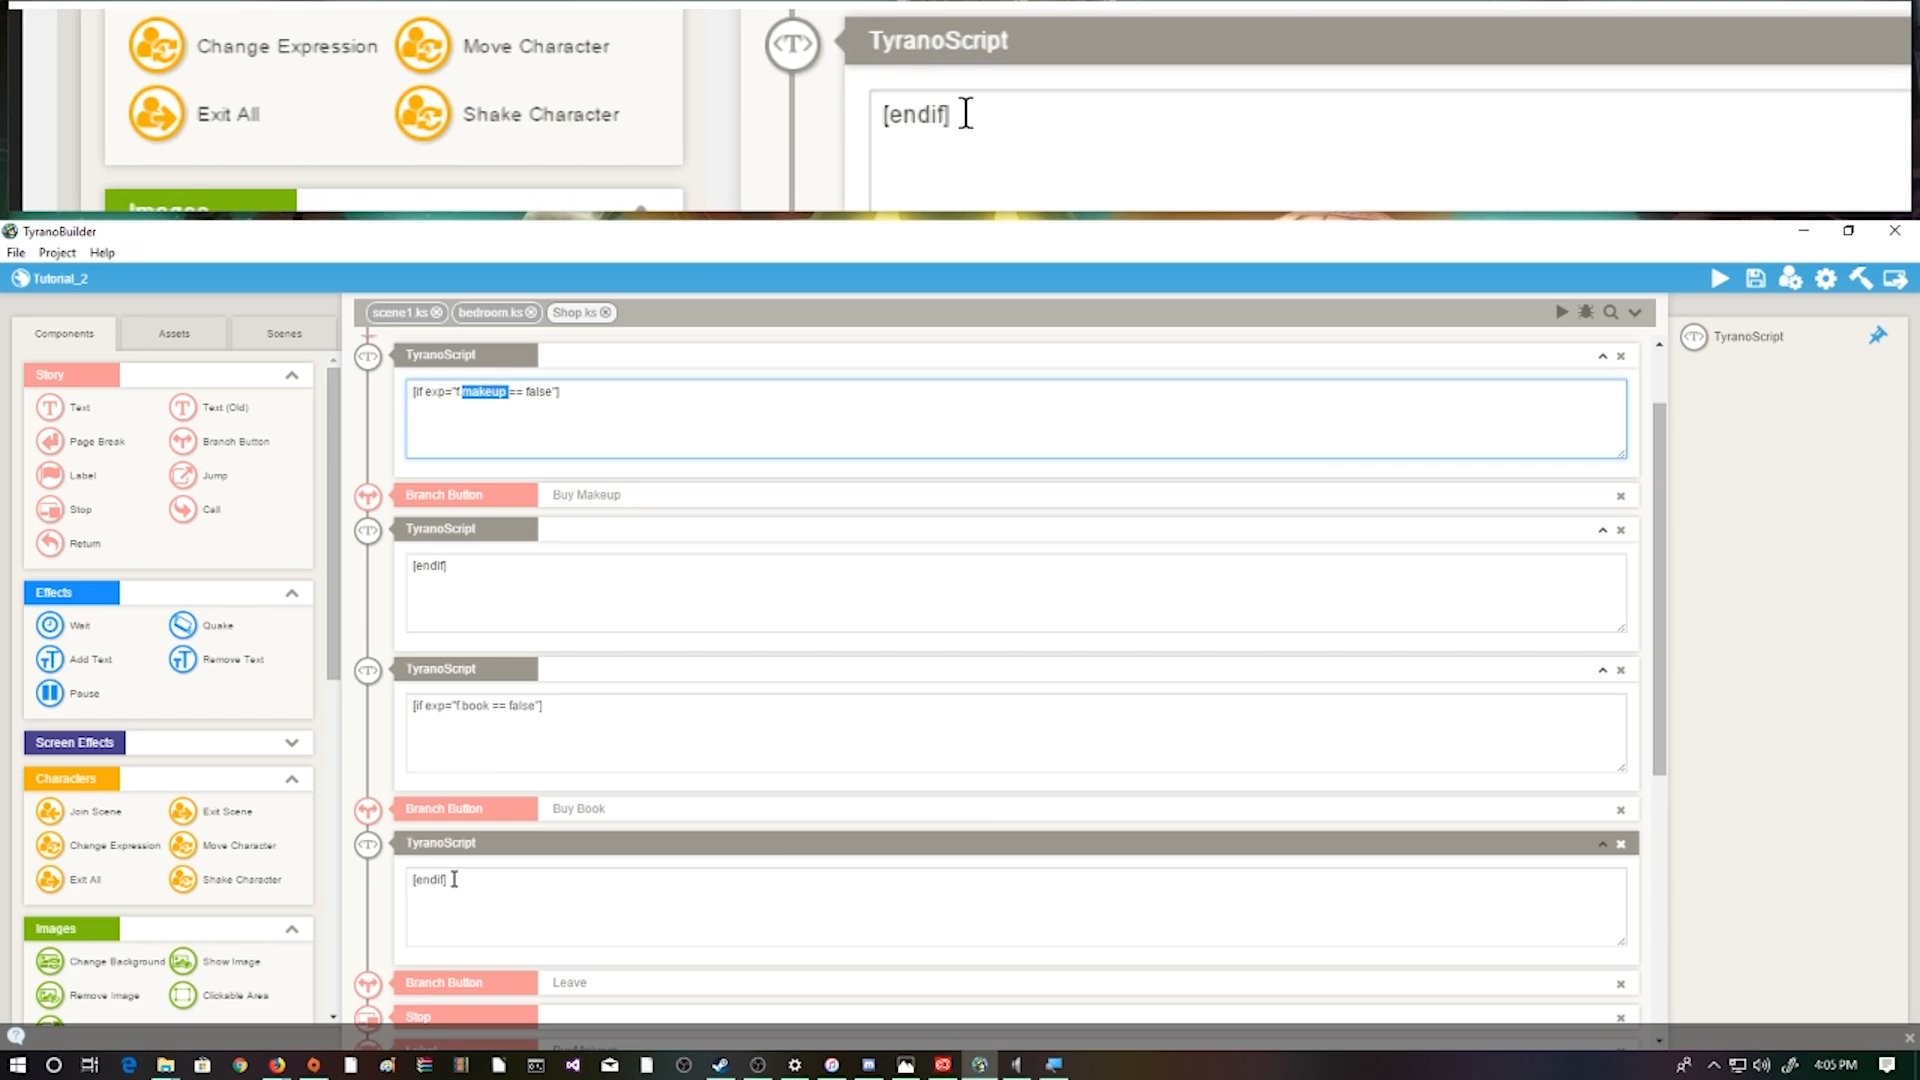 Change Expression
Move Character
TyranoScript
Exit All
Shake Character
[endif]
Images
TyranoBuilder
File Project Help
Tutorial_2
Components Assets Scenes
scene1.ks bedroom.ks Shop.ks
TyranoScript
Story
Text
Text (Old)
Page Break
Branch Button
Label
Jump
Stop
Call
Return
Effects
Wait
Quake
Add Text
Remove Text
Pause
Screen Effects
Characters
Join Scene
Exit Scene
Change Expression
Move Character
Exit All
Shake Character
Images
Change Background
Show Image
Remove Image
Clickable Area
TyranoScript
[if exp="f.makeup == false"]
Branch Button Buy Makeup
TyranoScript
[endif]
TyranoScript
[if exp="f.book == false"]
Branch Button Buy Book
TyranoScript
[endif]
Branch Button Leave
Stop
4:05 PM